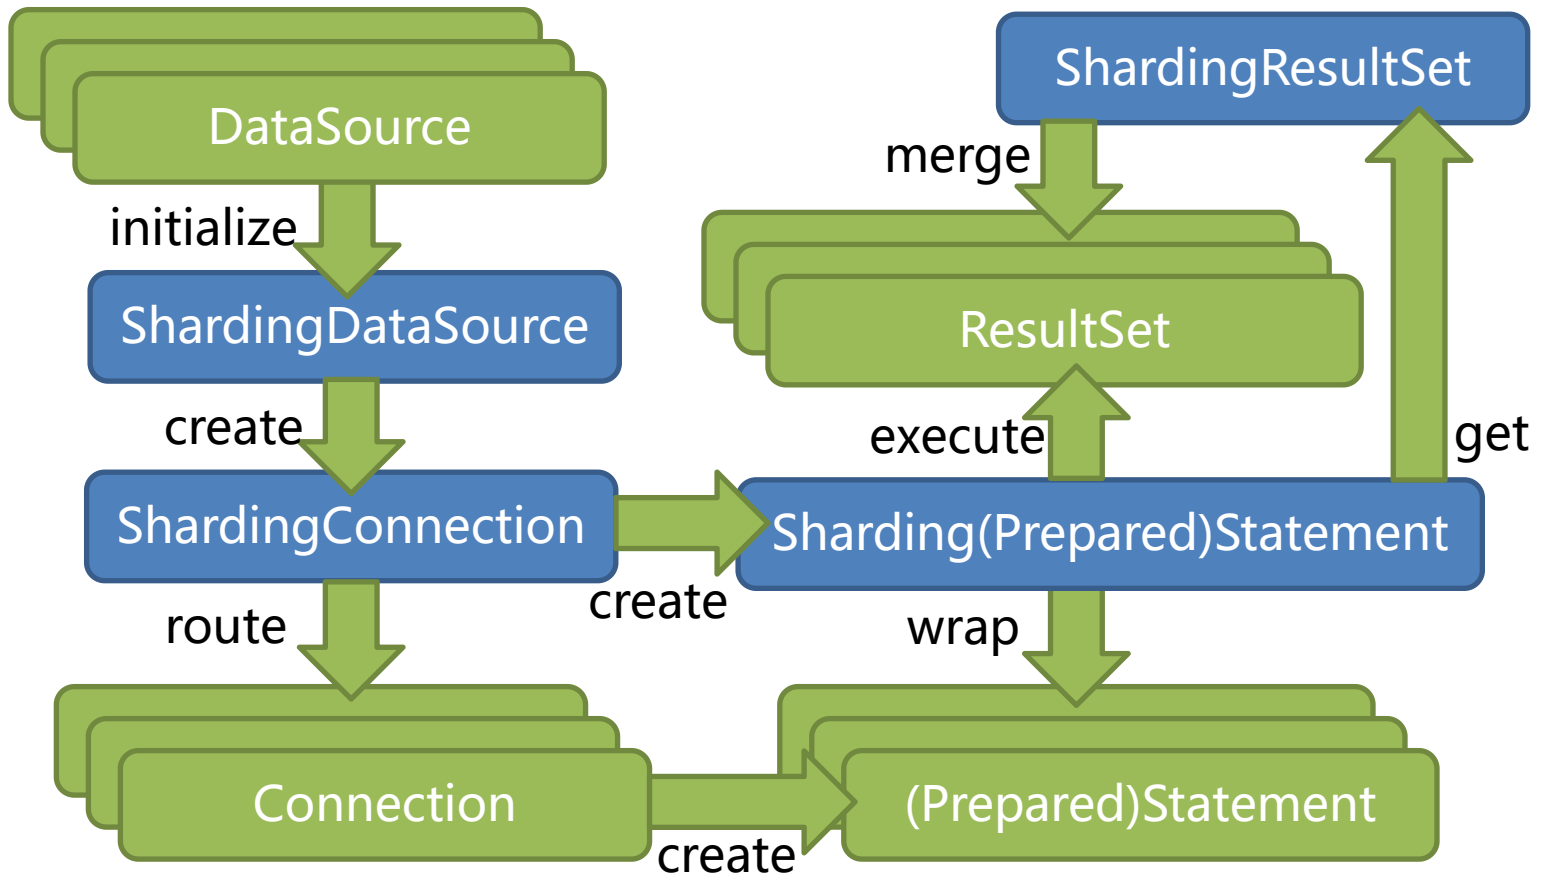 DataSource
initialize
ShardingDataSource
create
ShardingConnection
route
Connection
create
create
ShardingResultSet
merge
ResultSet
execute
get
Sharding(Prepared)Statement
wrap
(Prepared)Statement